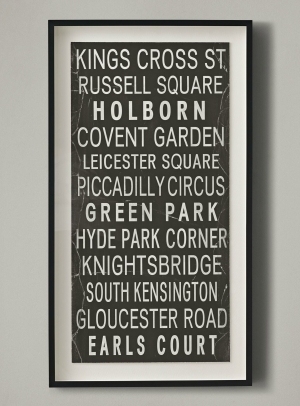 KINGS CROSS ST.
RUSSELL SQUARE
HOLBORN
COVENT GARDEN
LEICESTER SQUARE
PICCADILLY CIRCUS
GREEN PARK
HYDE PARK CORNER
KNIGHTSBRIDGE
SOUTH KENSINGTON
GLOUCESTER ROAD
EARLS COURT